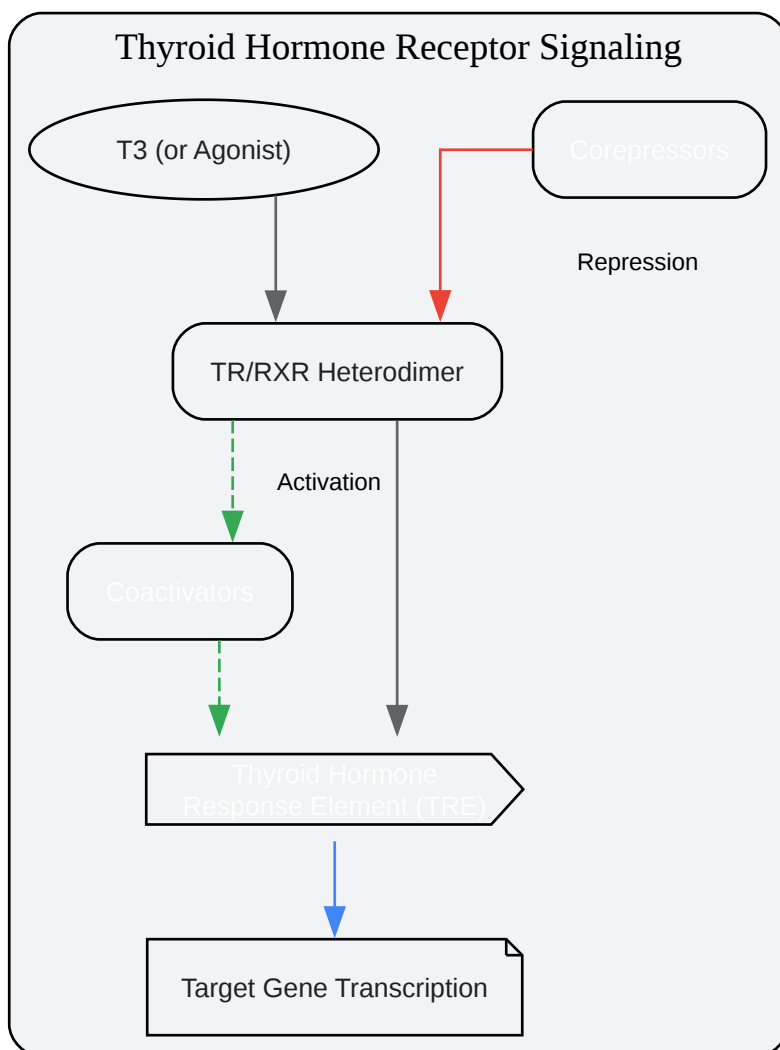 Thyroid Hormone Receptor Signaling
T3 (or Agonist)
Corepressors
Repression
TR/RXR Heterodimer
Activation
Coactivators
Thyroid Hormone
Response Element (TRE)
Target Gene Transcription